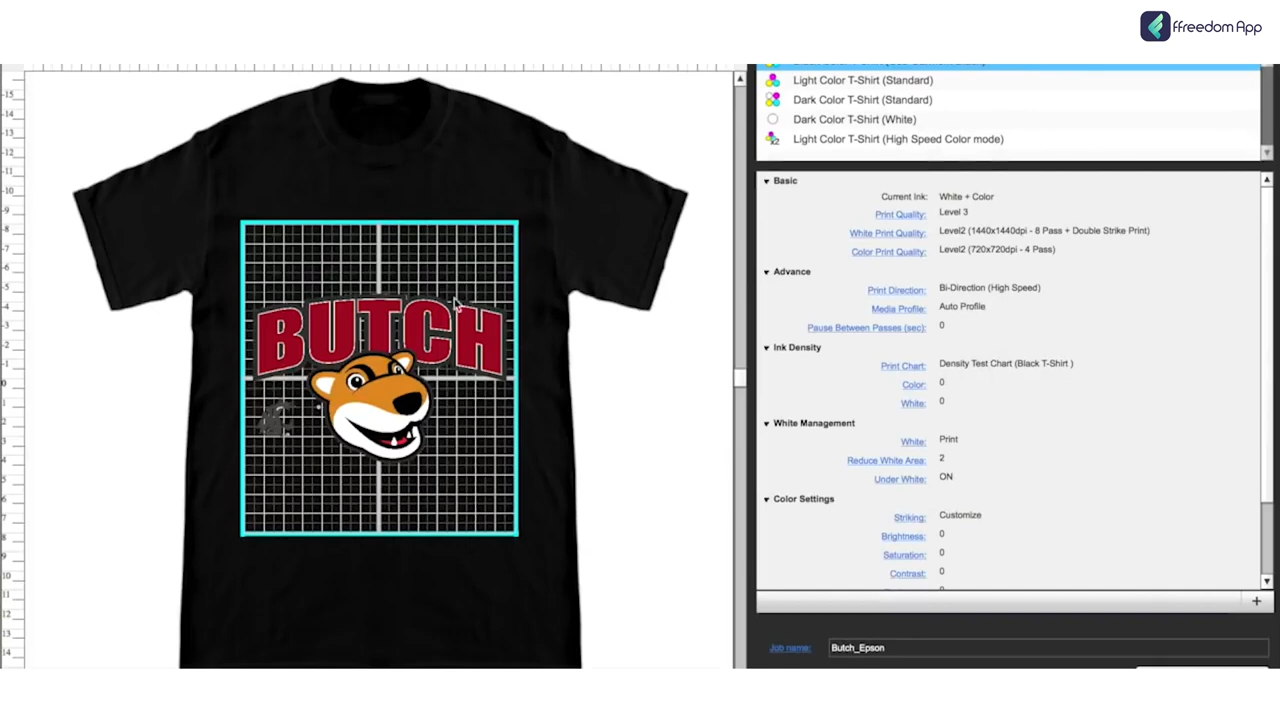 ffreedom App
Light Color T-Shirt (Standard)
Dark Color T-Shirt (Standard)
Dark Color T-Shirt (White)
x2 Light Color T-Shirt (High Speed Color mode)
Basic
Current Ink: White + Color
Print Quality: Level 3
White Print Quality: Level2 (1440x1440dpi - 8 Pass + Double Strike Print)
Color Print Quality: Level2 (720x720dpi - 4 Pass)
Advance
Print Direction: Bi-Direction (High Speed)
Media Profile: Auto Profile
Pause Between Passes (sec): 0
Ink Density
Print Chart: Density Test Chart (Black T-Shirt )
Color: 0
White: 0
White Management
White: Print
Reduce White Area: 2
Under White: ON
Color Settings
Striking: Customize
Brightness: 0
Saturation: 0
Contrast: 0
Job name: Butch_Epson
BUTCH